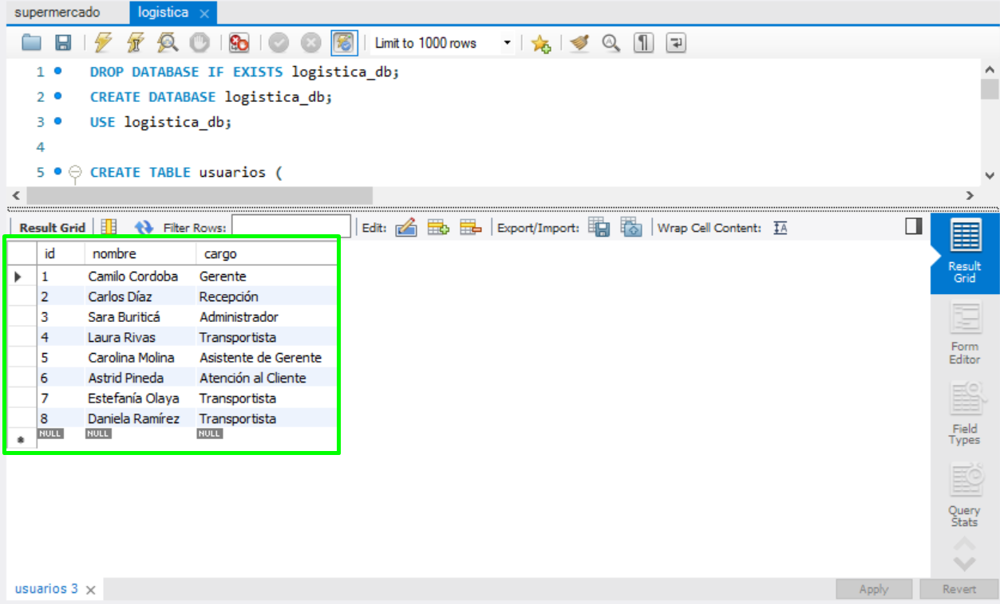 supermercado logistica
Limit to 1000 rows
1 DROP DATABASE IF EXISTS logistica_db;
2 CREATE DATABASE logistica_db;
3 USE logistica_db;
4
5 CREATE TABLE usuarios (
Result Grid Filter Rows: Edit: Export/Import: Wrap Cell Content: IA
id nombre cargo
1 Camilo Cordoba Gerente
2 Carlos Díaz Recepción
3 Sara Buriticá Administrador
4 Laura Rivas Transportista
5 Carolina Molina Asistente de Gerente
6 Astrid Pineda Atención al Cliente
7 Estefanía Olaya Transportista
8 Daniela Ramírez Transportista
NULL NULL NULL
Result
Grid
Form
Editor
Field
Types
Query
Stats
usuarios 3
Apply Revert